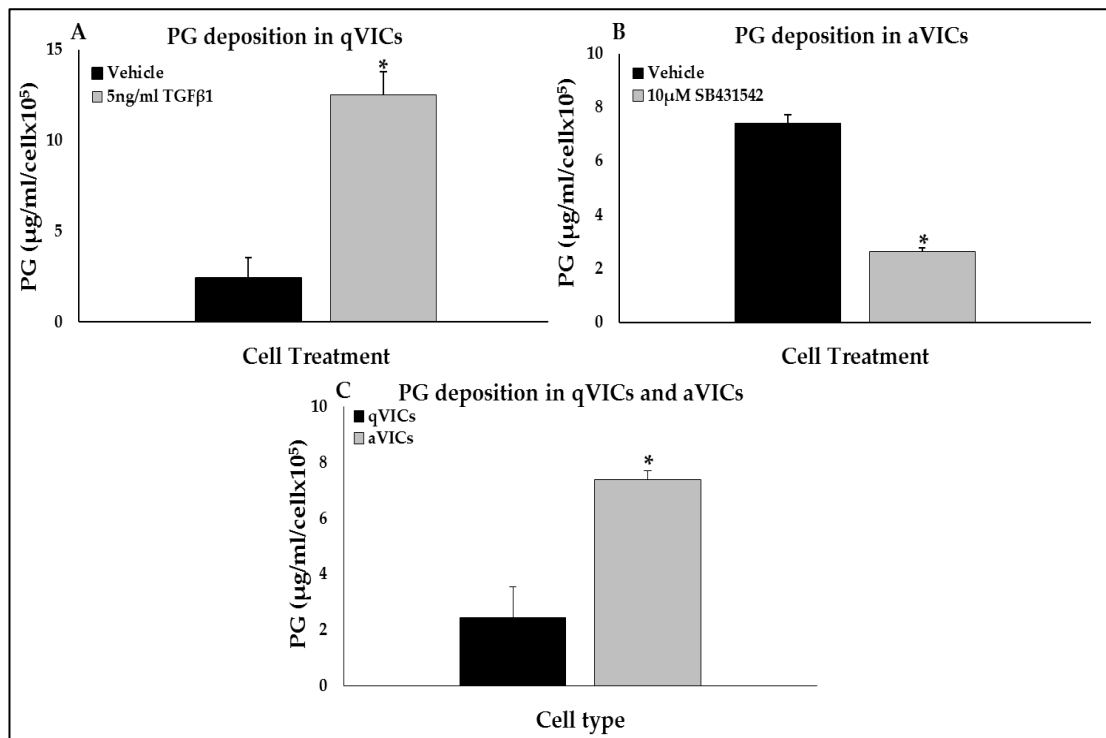 A
PG deposition in qVICs
PG (µg/ml/cellx10⁵)
15
10
5
0
Vehicle
5ng/ml TGFβ1
*
Cell Treatment
B
PG deposition in aVICs
PG (µg/ml/cellx10⁵)
10
8
6
4
2
0
Vehicle
10µM SB431542
*
Cell Treatment
C
PG deposition in qVICs and aVICs
PG (µg/ml/cellx10⁵)
10
8
6
4
2
0
qVICs
aVICs
*
Cell type